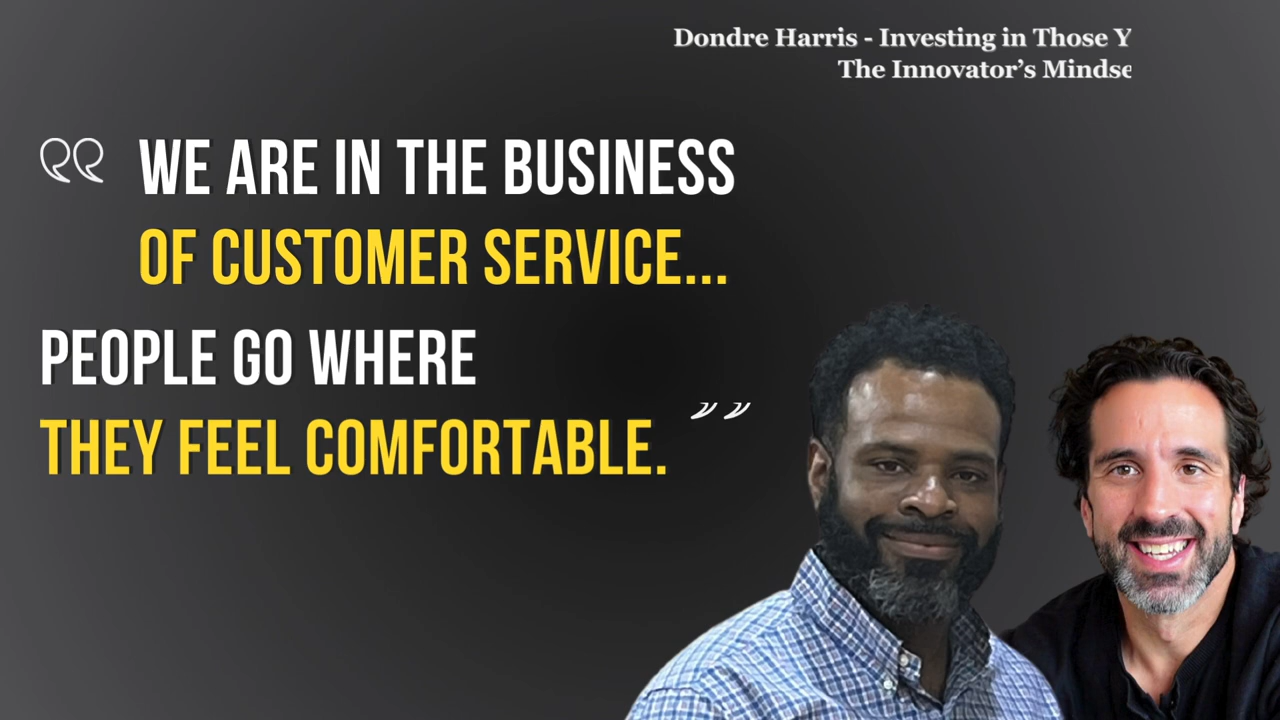 Dondre Harris - Investing in Those Y
The Innovator's Mindse
WE ARE IN THE BUSINESS
OF CUSTOMER SERVICE...
PEOPLE GO WHERE
THEY FEEL COMFORTABLE.